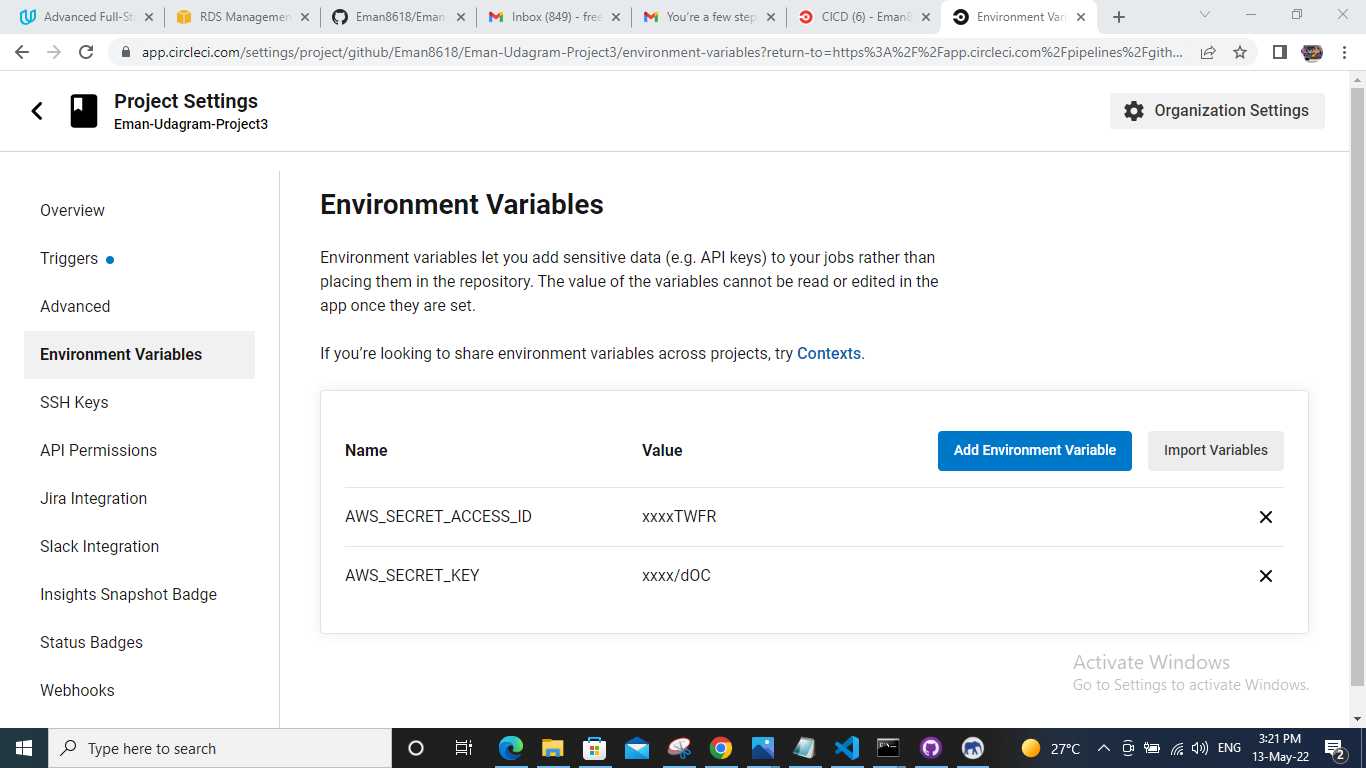 Advanced Full-Sta
RDS Managemen
Eman8618/Eman-
Inbox (849) - free
You're a few step
CICD (6) - Eman8
Environment Vari
app.circleci.com/settings/project/github/Eman8618/Eman-Udagram-Project3/environment-variables?return-to=https%3A%2F%2Fapp.circleci.com%2Fpipelines%2Fgith...
Project Settings
Eman-Udagram-Project3
Organization Settings
Overview
Triggers
Advanced
Environment Variables
SSH Keys
API Permissions
Jira Integration
Slack Integration
Insights Snapshot Badge
Status Badges
Webhooks
Environment Variables
Environment variables let you add sensitive data (e.g. API keys) to your jobs rather than
placing them in the repository. The value of the variables cannot be read or edited in the
app once they are set.
If you’re looking to share environment variables across projects, try Contexts.
Name Value Add Environment Variable Import Variables
AWS_SECRET_ACCESS_ID xxxxTWFR
AWS_SECRET_KEY xxxx/dOC
Activate Windows
Go to Settings to activate Windows.
Type here to search
27°C
ENG
3:21 PM
13-May-22
2